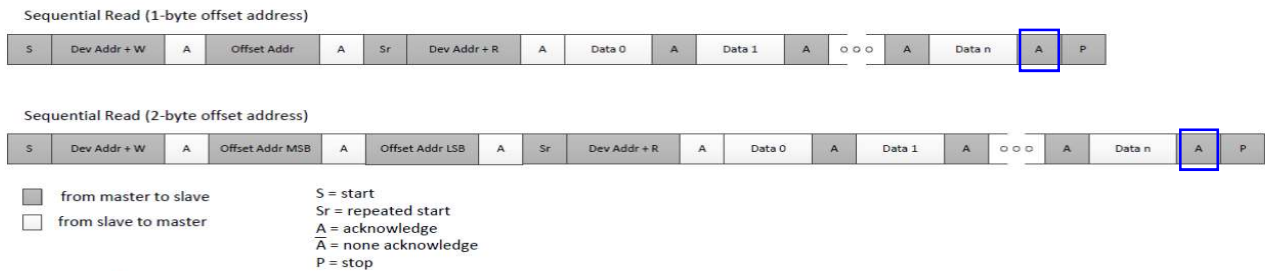 Sequential Read (1-byte offset address)
S Dev Addr + W A Offset Addr A Sr Dev Addr + R A Data 0 A Data 1 A o o o A Data n A P
Sequential Read (2-byte offset address)
S Dev Addr + W A Offset Addr MSB A Offset Addr LSB A Sr Dev Addr + R A Data 0 A Data 1 A o o o A Data n A P
from master to slave
from slave to master
S = start
Sr = repeated start
A = acknowledge
A̅ = none acknowledge
P = stop